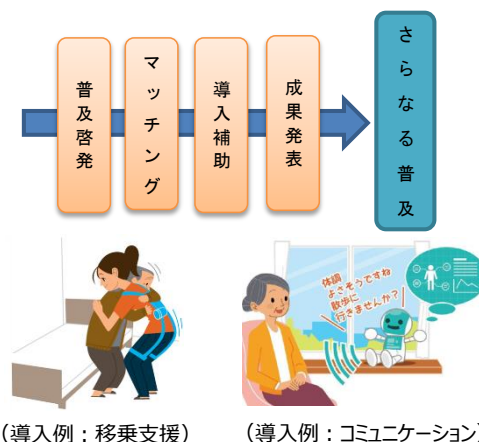 普及啓発
マッチング
導入補助
成果発表
さらなる普及
体調
よさそうですね
散歩に
行きませんか?
（導入例：移乗支援）
（導入例：コミュニケーション）